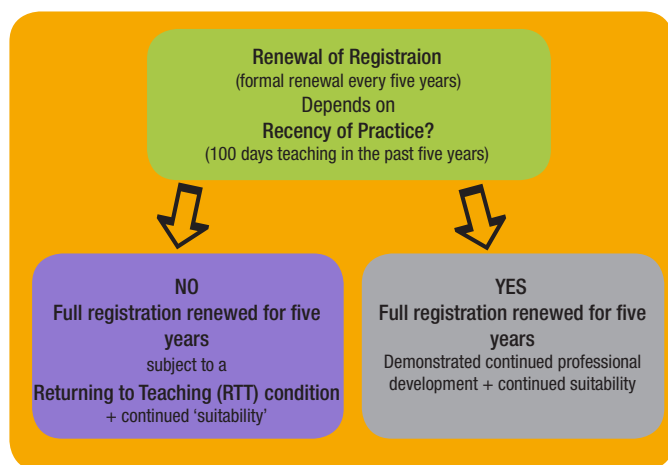 Renewal of Registraion
(formal renewal every five years)
Depends on
Recency of Practice?
(100 days teaching in the past five years)
NO
Full registration renewed for five
years
subject to a
Returning to Teaching (RTT) condition
+ continued ‘suitability’
YES
Full registration renewed for five
years
Demonstrated continued professional
development + continued suitability